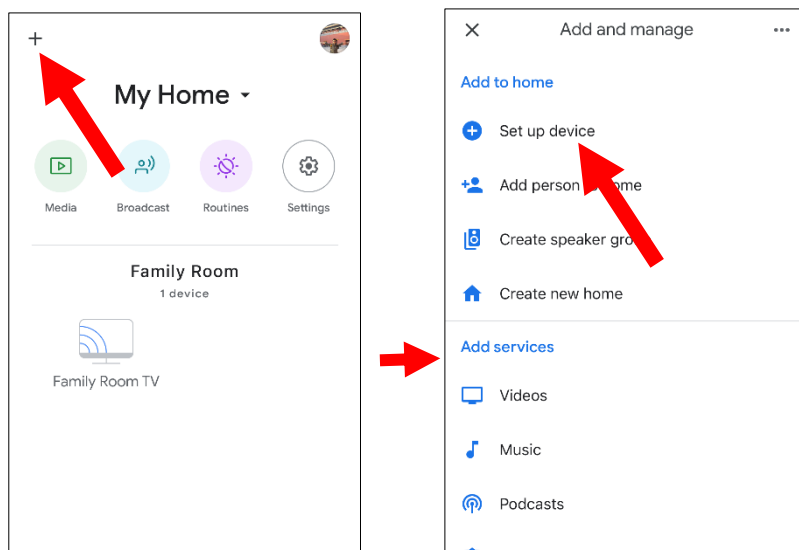 My Home
Media
Broadcast
Routines
Settings
Family Room
1 device
Family Room TV
Add and manage
Add to home
Set up device
Add person ome
Create speaker gro
Create new home
Add services
Videos
Music
Podcasts